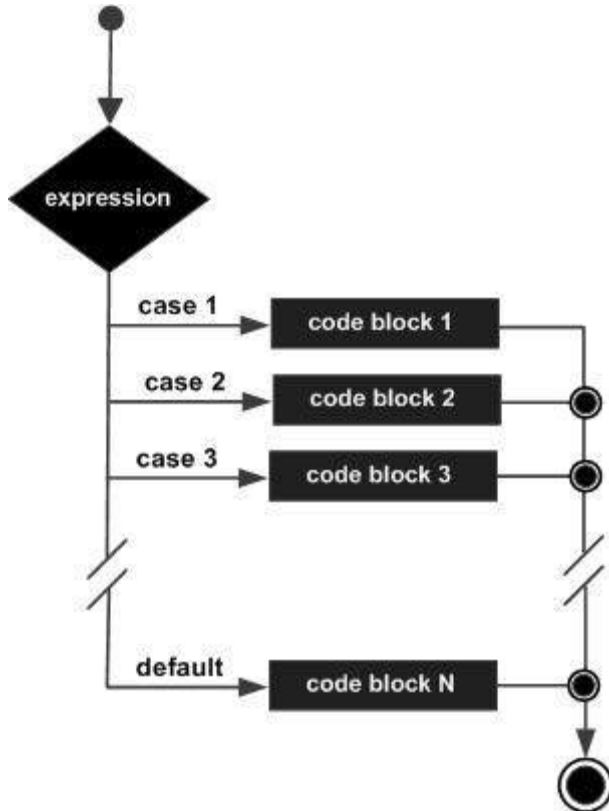 expression
case 1
code block 1
case 2
code block 2
case 3
code block 3
default
code block N